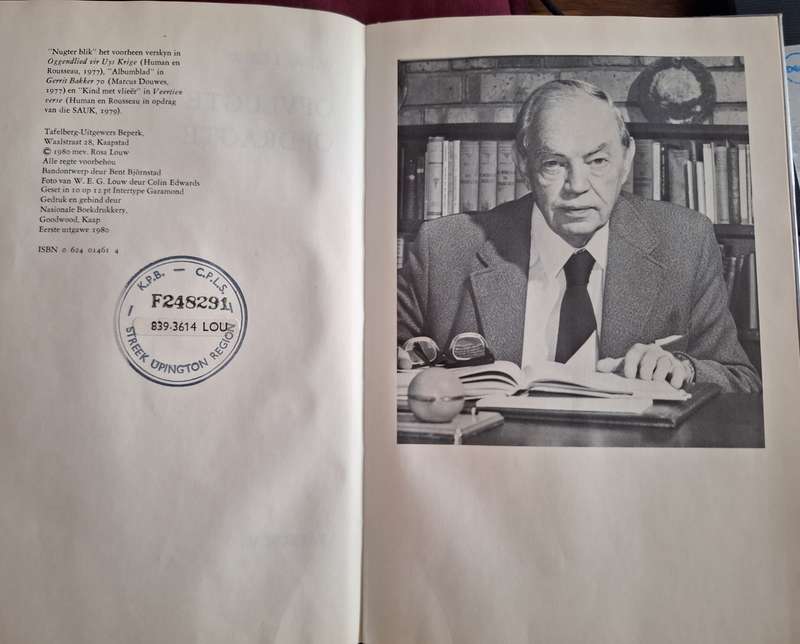 "Nugter blik" het voorheen verskyn in
Oggendlied vir Uys Krige (Human en
Rousseau, 1977), "Albumblad" in
Gerrit Bakker 70 (Marcus Douwes,
1977) en "Kind met vlieër" in Veertien
verse (Human en Rousseau in opdrag
van die SAUK, 1979).
Tafelberg-Uitgewers Beperk,
Waalstraat 28, Kaapstad
© 1980 mev. Rosa Louw
Alle regte voorbehou
Bandontwerp deur Bent Björnstad
Foto van W. E. G. Louw deur Colin Edwards
Geset in 10 op 12 pt Intertype Garamond
Gedruk en gebind deur
Nasionale Boekdrukkery,
Goodwood, Kaap
Eerste uitgawe 1980
ISBN 0 624 01461 4
K.P.B. — C.P.L.S.
F248291
839.3614 LOU
STREEK UPINGTON REGION